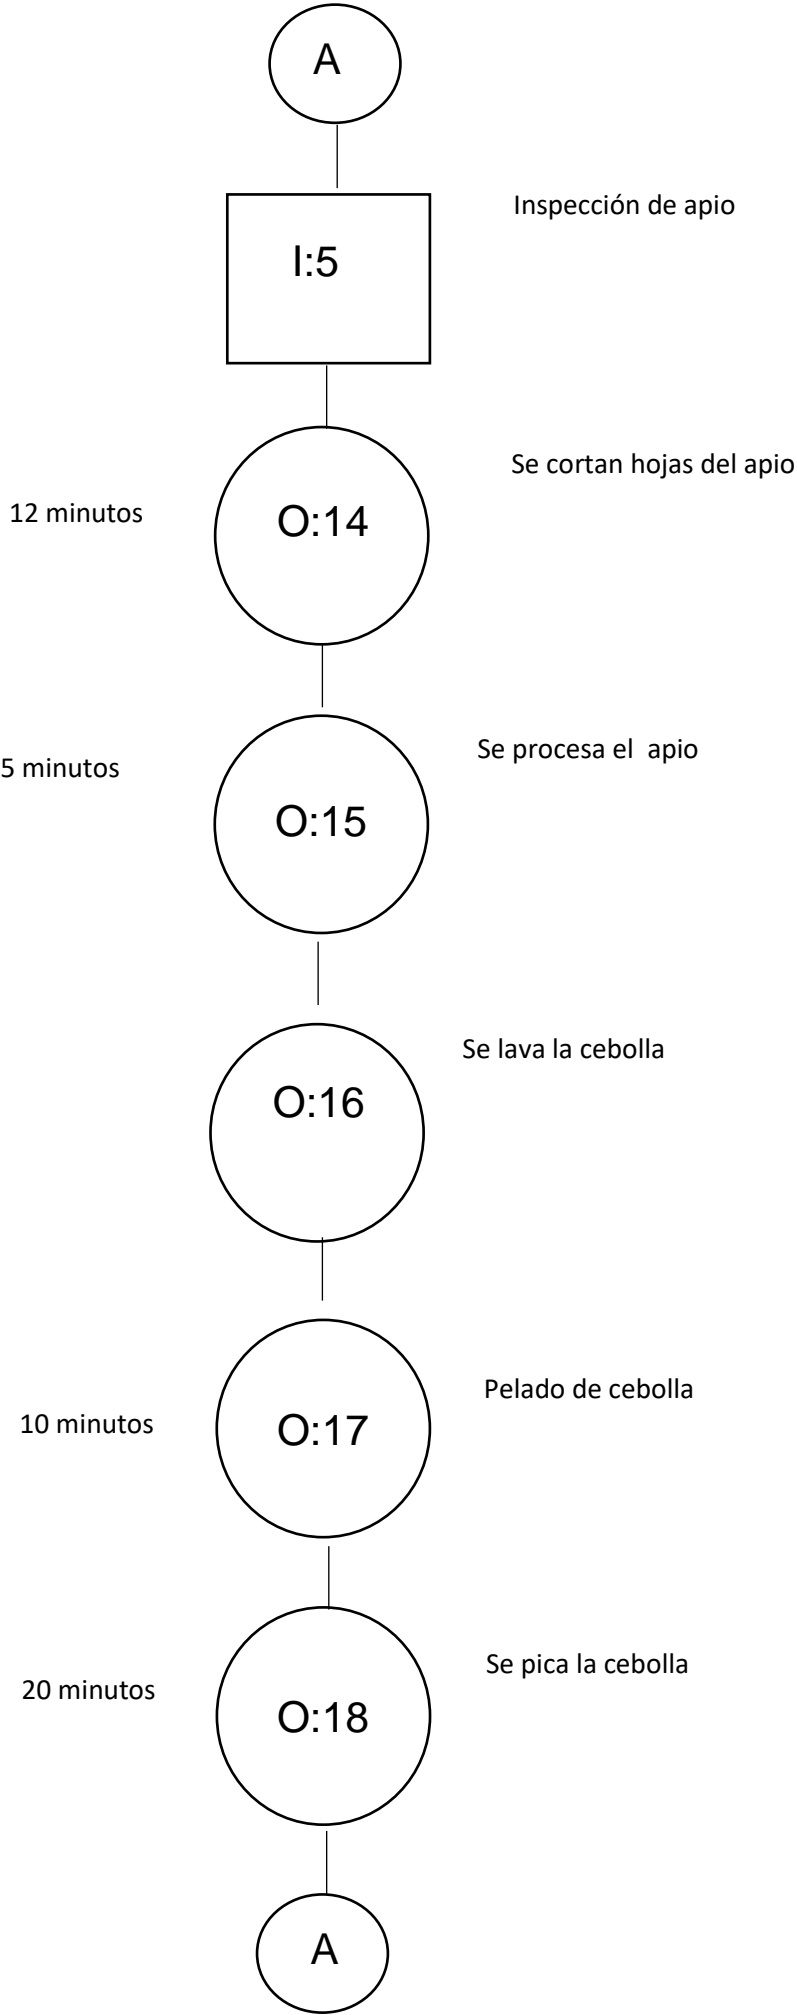 A
Inspección de apio
I:5
Se cortan hojas del apio
12 minutos
O:14
Se procesa el  apio
5 minutos
O:15
Se lava la cebolla
O:16
Pelado de cebolla
10 minutos
O:17
Se pica la cebolla
20 minutos
O:18
A